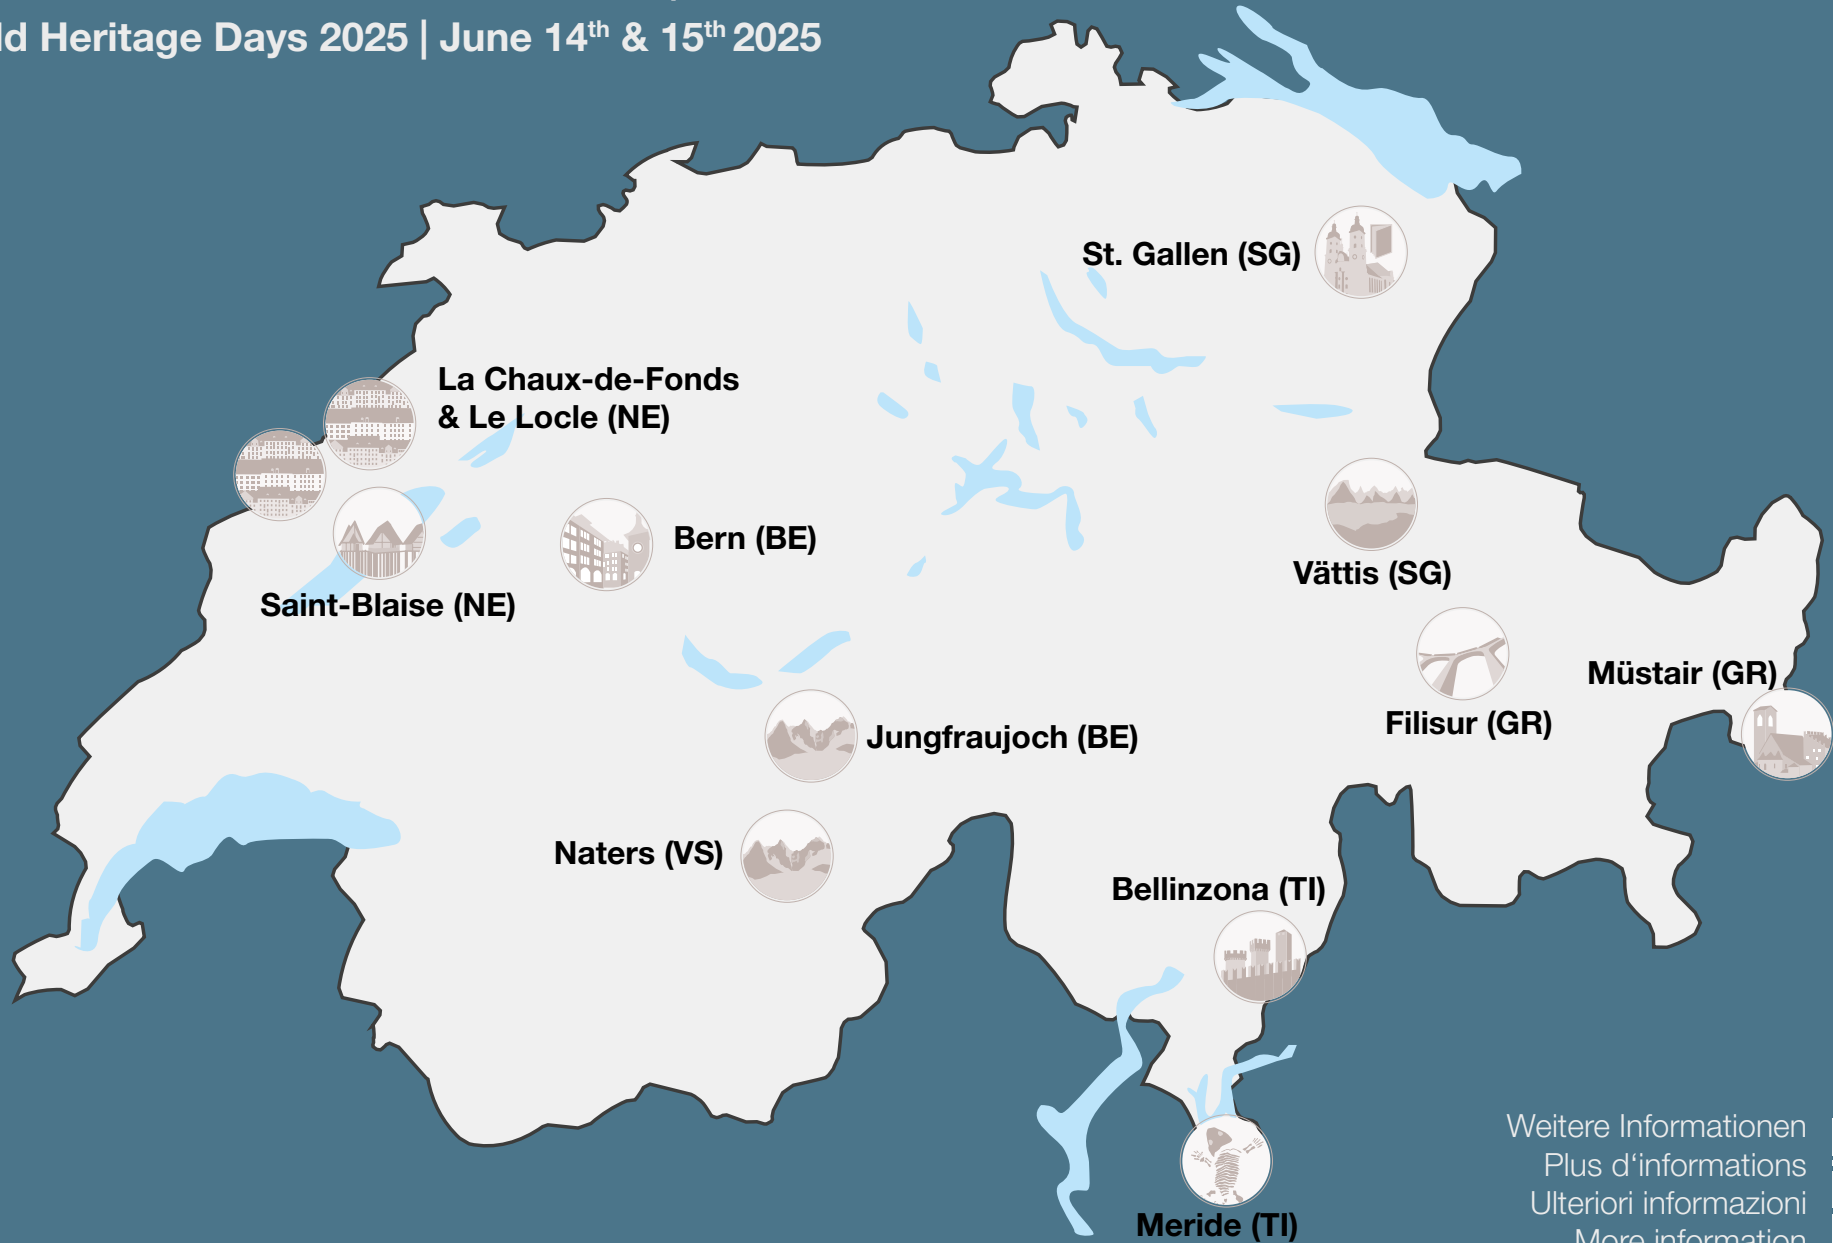 ld Heritage Days 2025 | June 14th & 15th 2025
St. Gallen (SG)
La Chaux-de-Fonds
& Le Locle (NE)
Bern (BE)
Vättis (SG)
Saint-Blaise (NE)
Müstair (GR)
Filisur (GR)
Jungfraujoch (BE)
Naters (VS)
Bellinzona (TI)
Weitere Informationen
Plus d‘informations
Ulteriori informazioni
More information
Meride (TI)